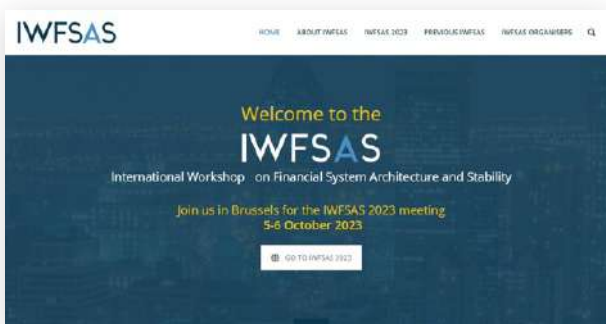 IWFSAS
HOME ABOUT IWFSAS IWFSAS 2023 PREVIOUS IWFSAS IWFSAS ORGANISERS
Welcome to the
IWFSAS
International Workshop on Financial System Architecture and Stability
Join us in Brussels for the IWFSAS 2023 meeting
5-6 October 2023
GO TO IWFSAS 2023